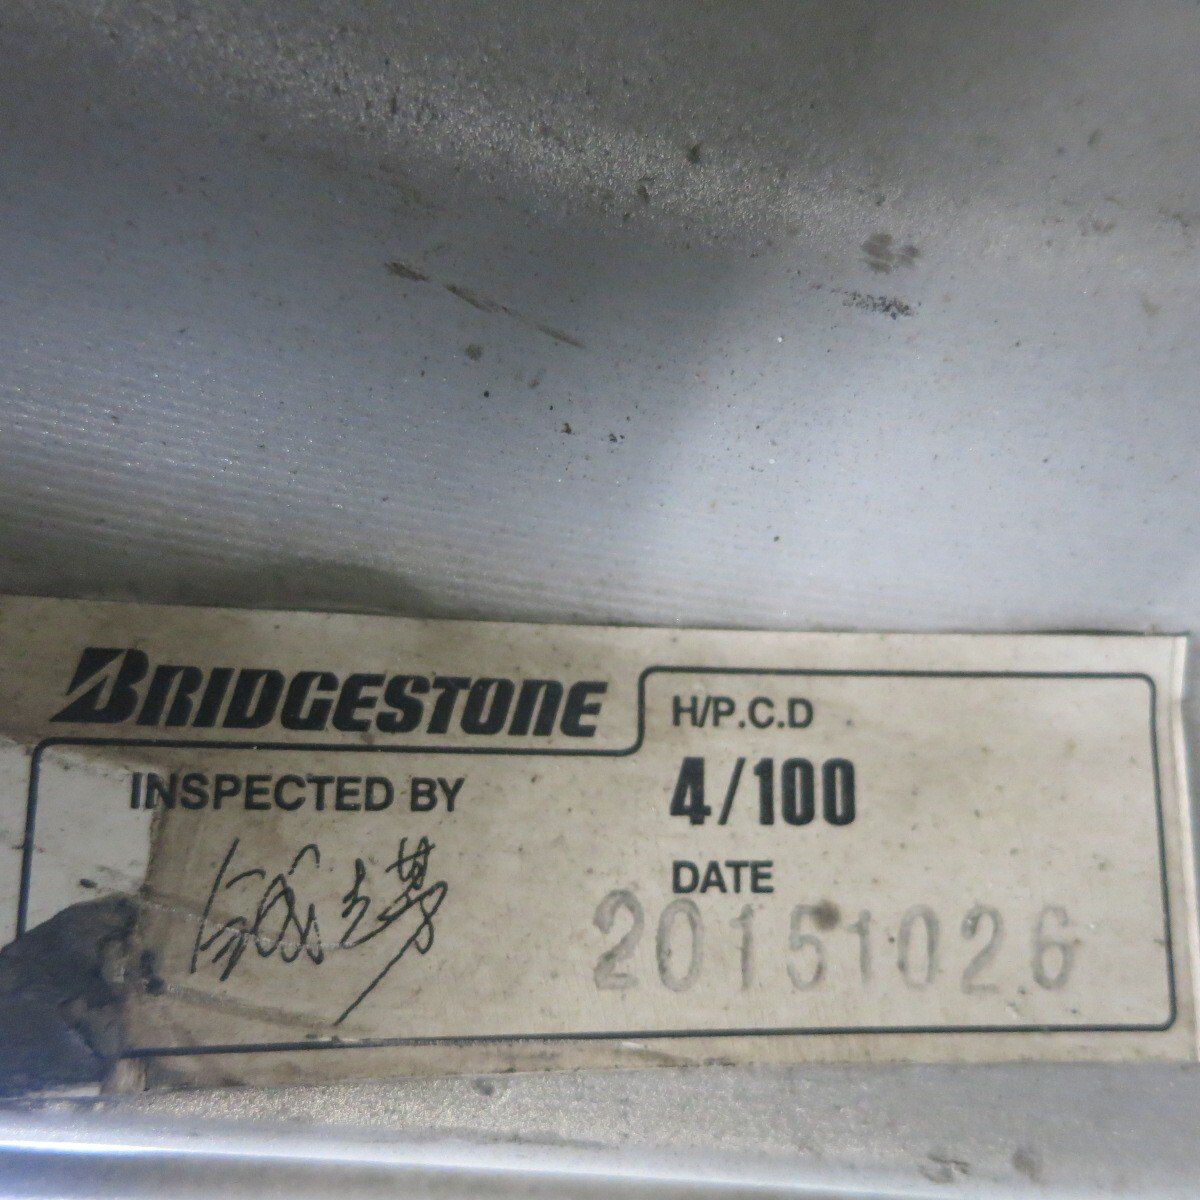 BRIDGESTONE
INSPECTED BY
H/P.C.D
4/100
DATE
20151026